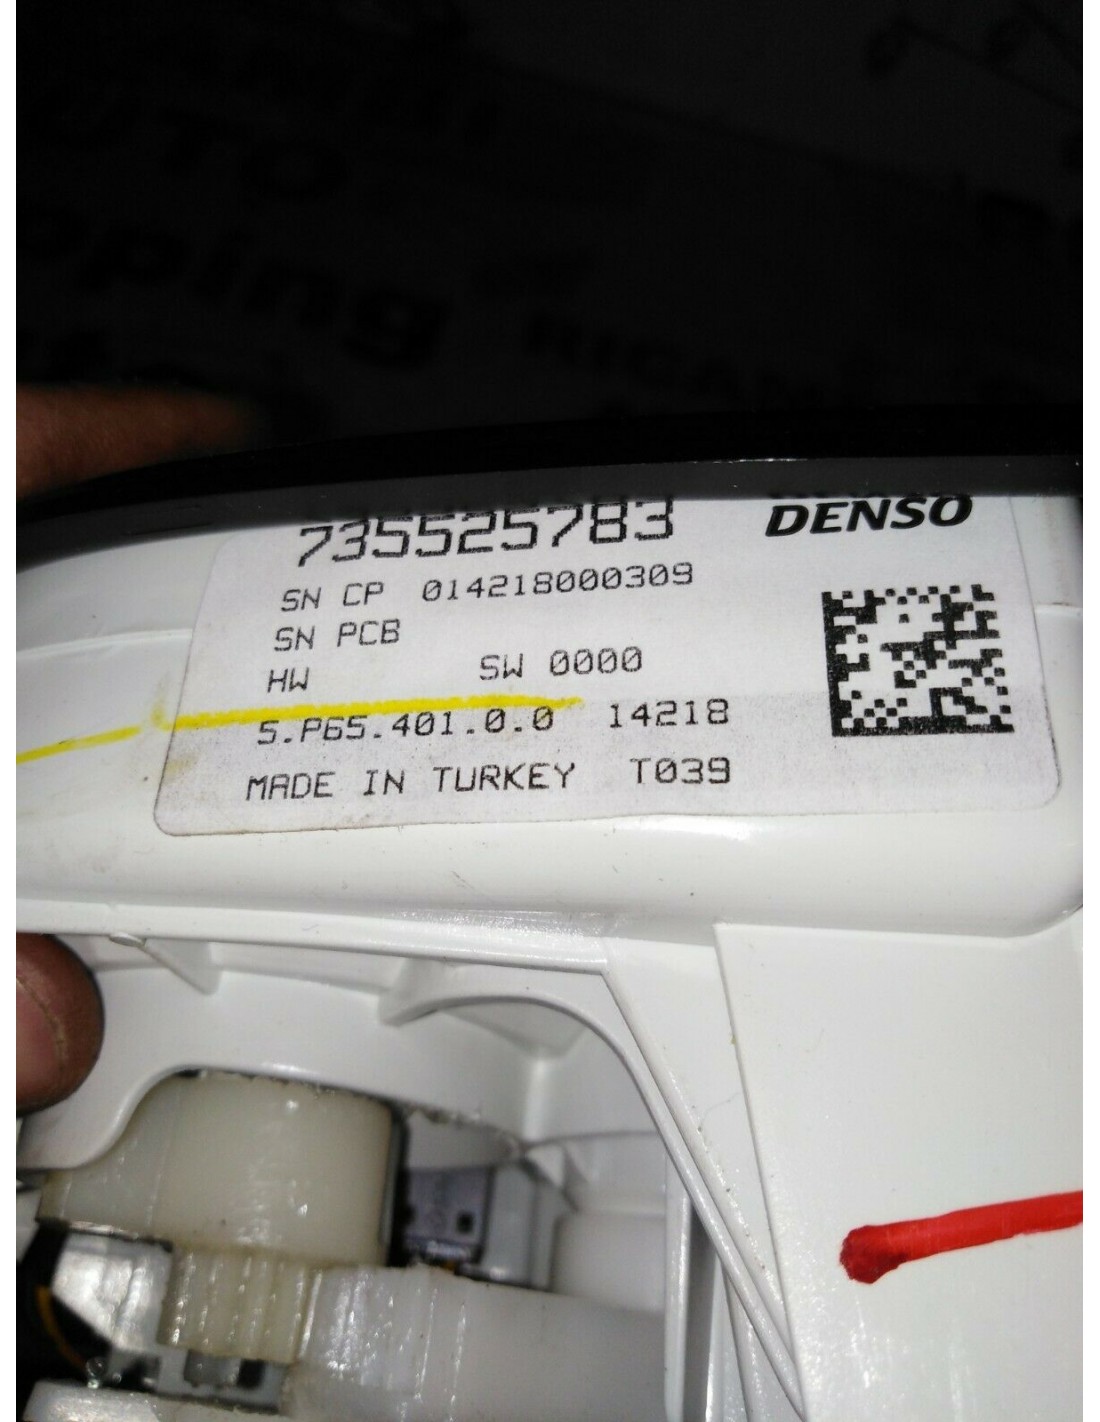 735525783 DENSO
SN CP 014218000309
SN PCB
HW SW 0000
5.P65.401.0.0 14218
MADE IN TURKEY T039